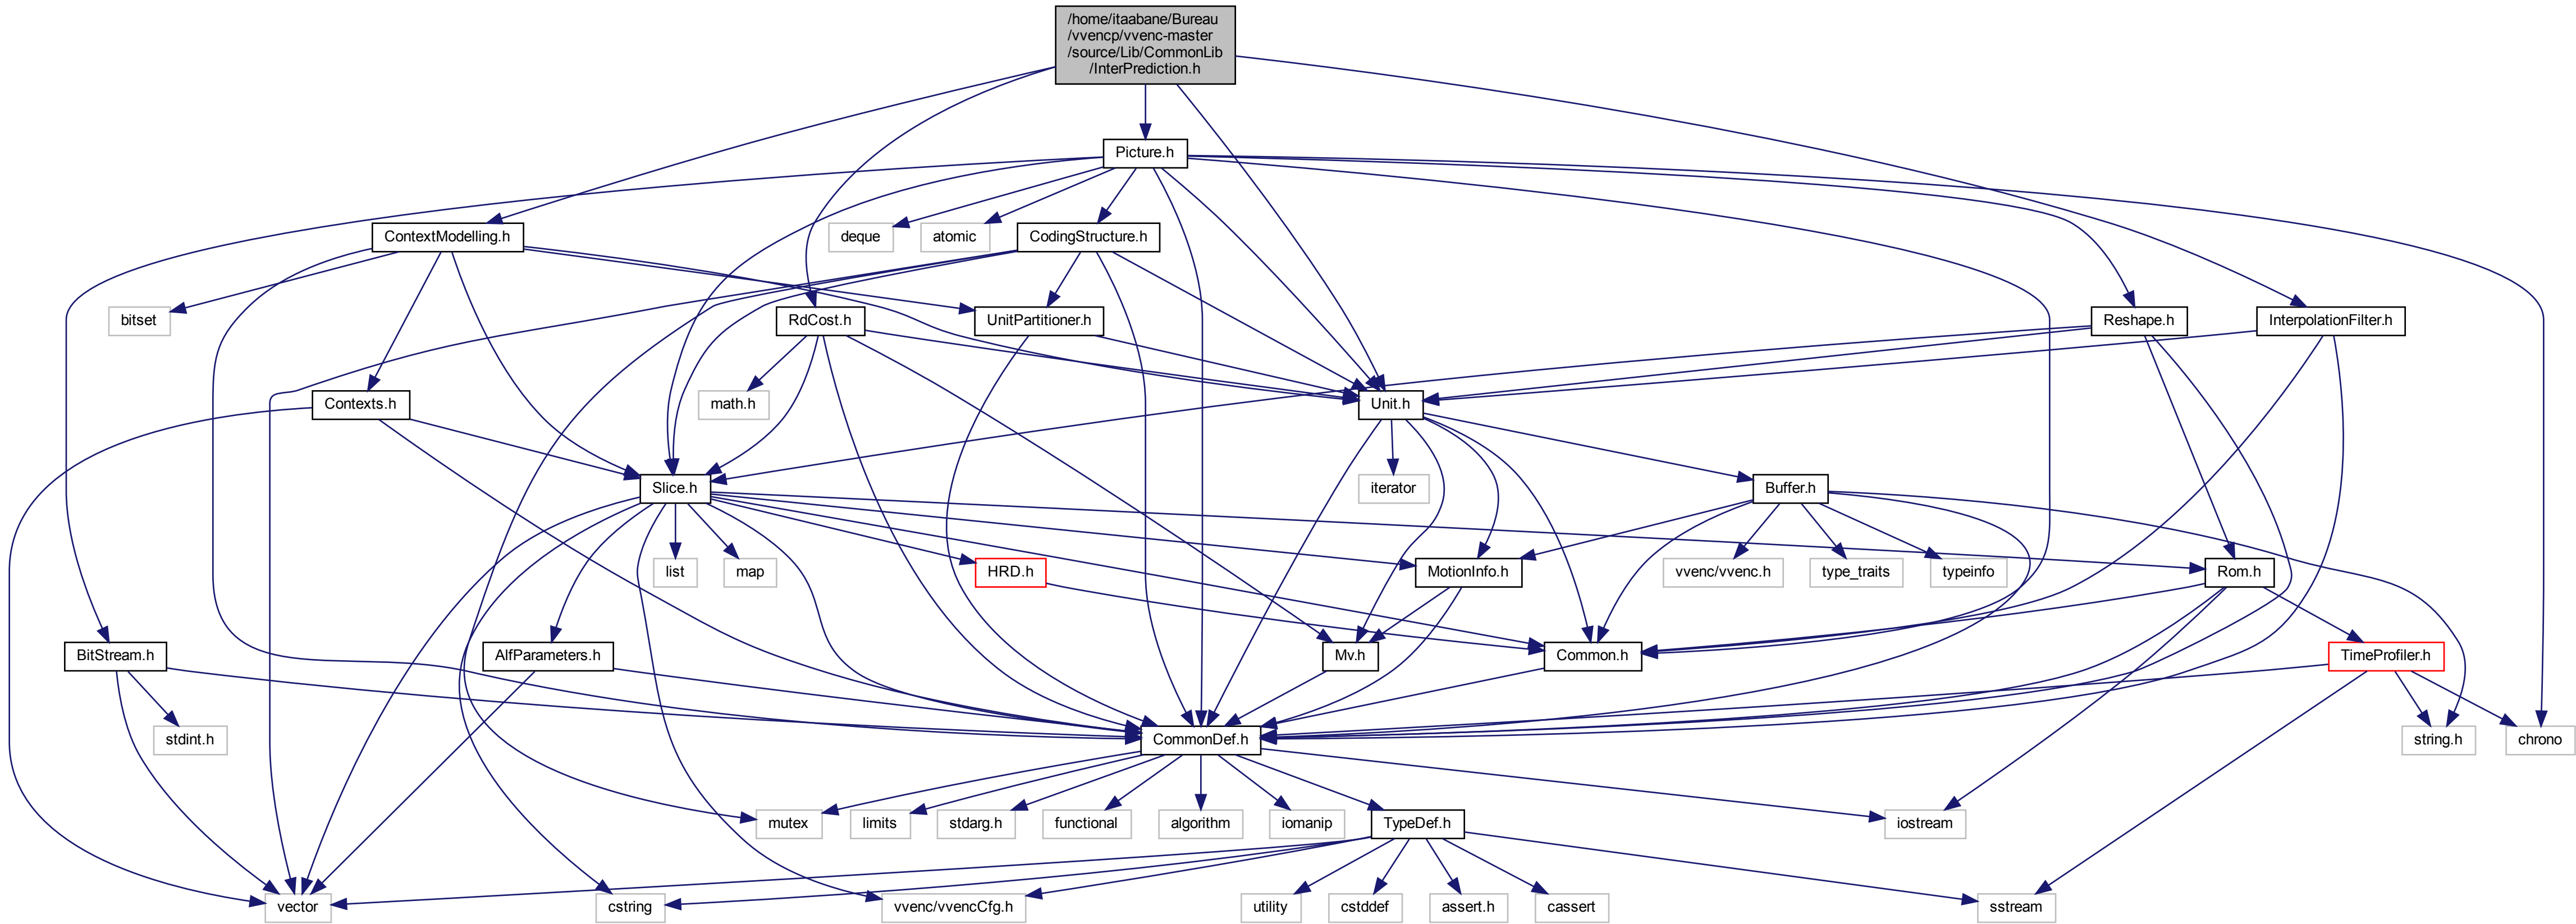 /home/itaabane/Bureau
/vvencp/vvenc-master
/source/Lib/CommonLib
/InterPrediction.h
Picture.h
ContextModelling.h
deque
atomic
CodingStructure.h
bitset
RdCost.h
UnitPartitioner.h
Reshape.h
InterpolationFilter.h
Contexts.h
math.h
Unit.h
Slice.h
iterator
Buffer.h
list
map
HRD.h
MotionInfo.h
vvenc/vvenc.h
type_traits
typeinfo
Rom.h
BitStream.h
AlfParameters.h
Mv.h
Common.h
TimeProfiler.h
stdint.h
CommonDef.h
string.h
chrono
mutex
limits
stdarg.h
functional
algorithm
iomanip
TypeDef.h
iostream
vector
cstring
vvenc/vvencCfg.h
utility
cstddef
assert.h
cassert
sstream